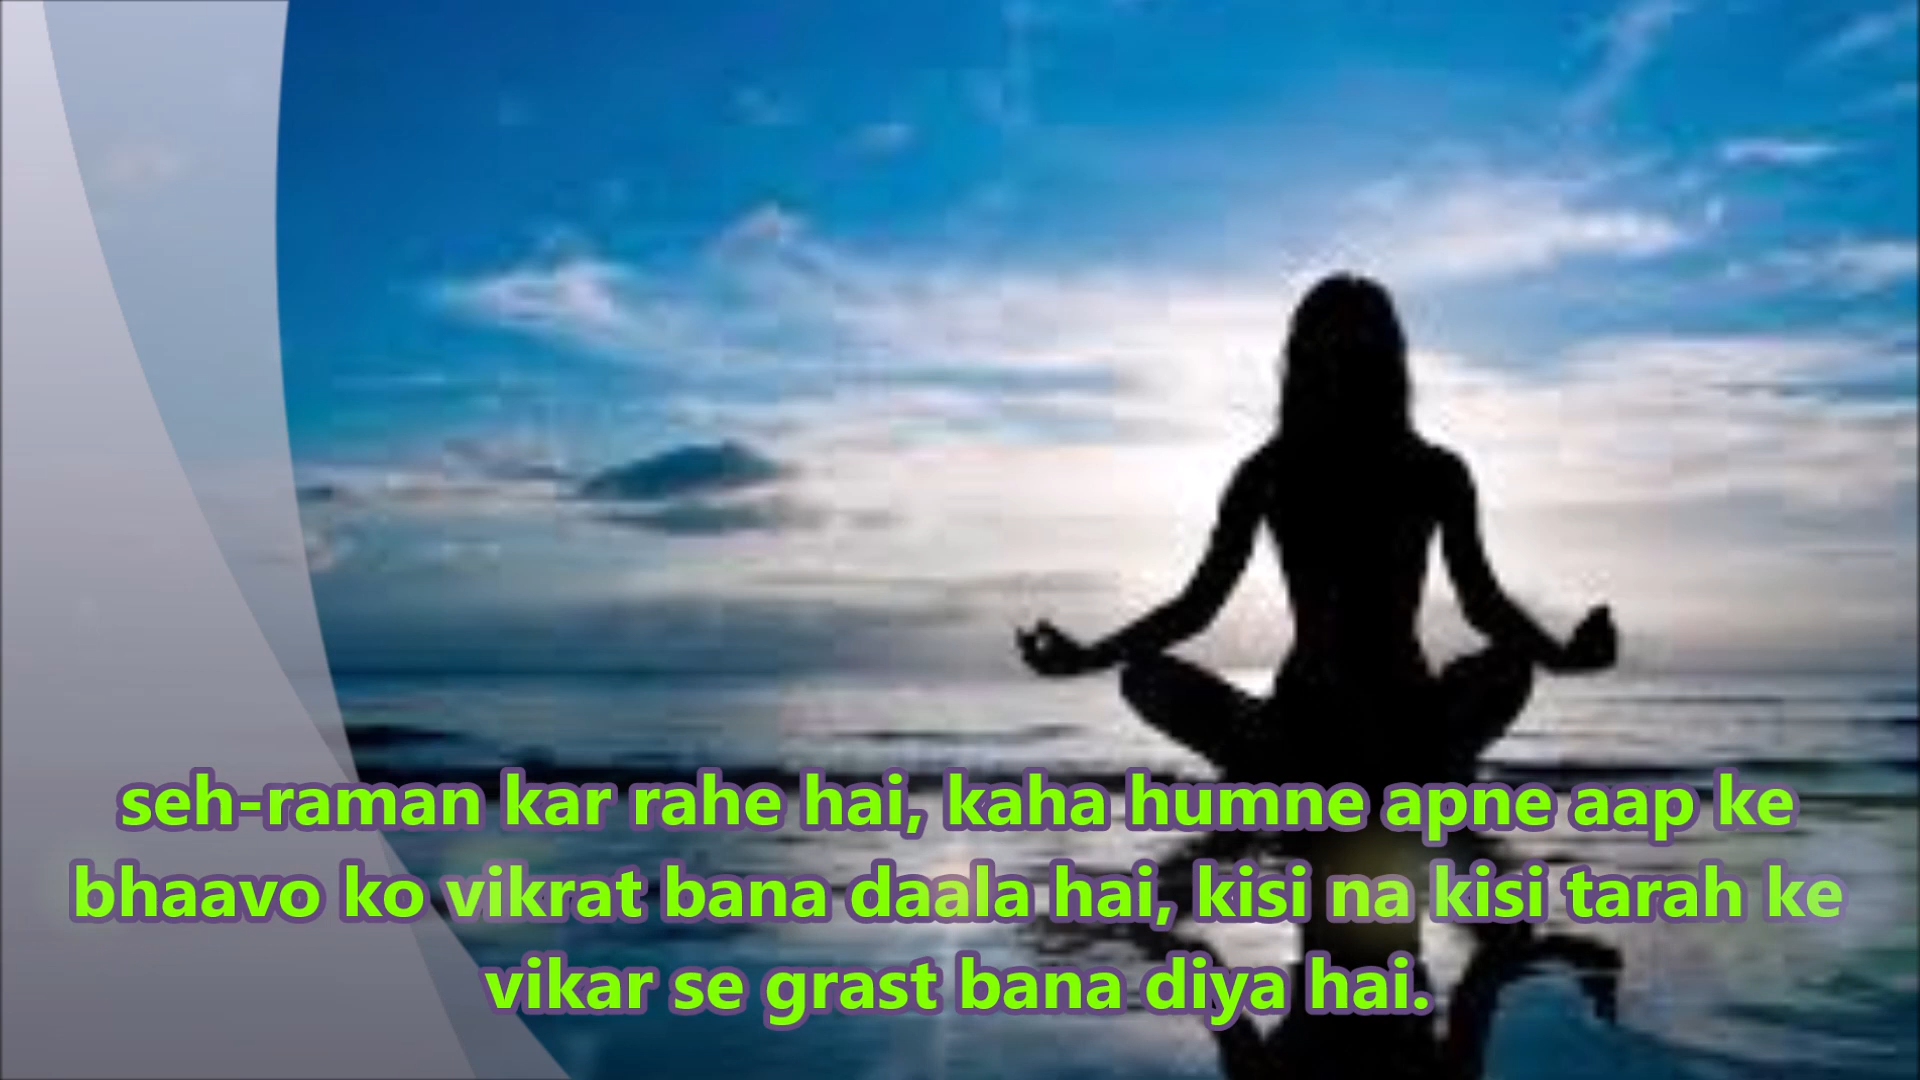 seh-raman kar rahe hai, kaha humne apne aap ke
bhaavo ko vikrat bana daala hai, kisi na kisi tarah ke
vikar se grast bana diya hai.